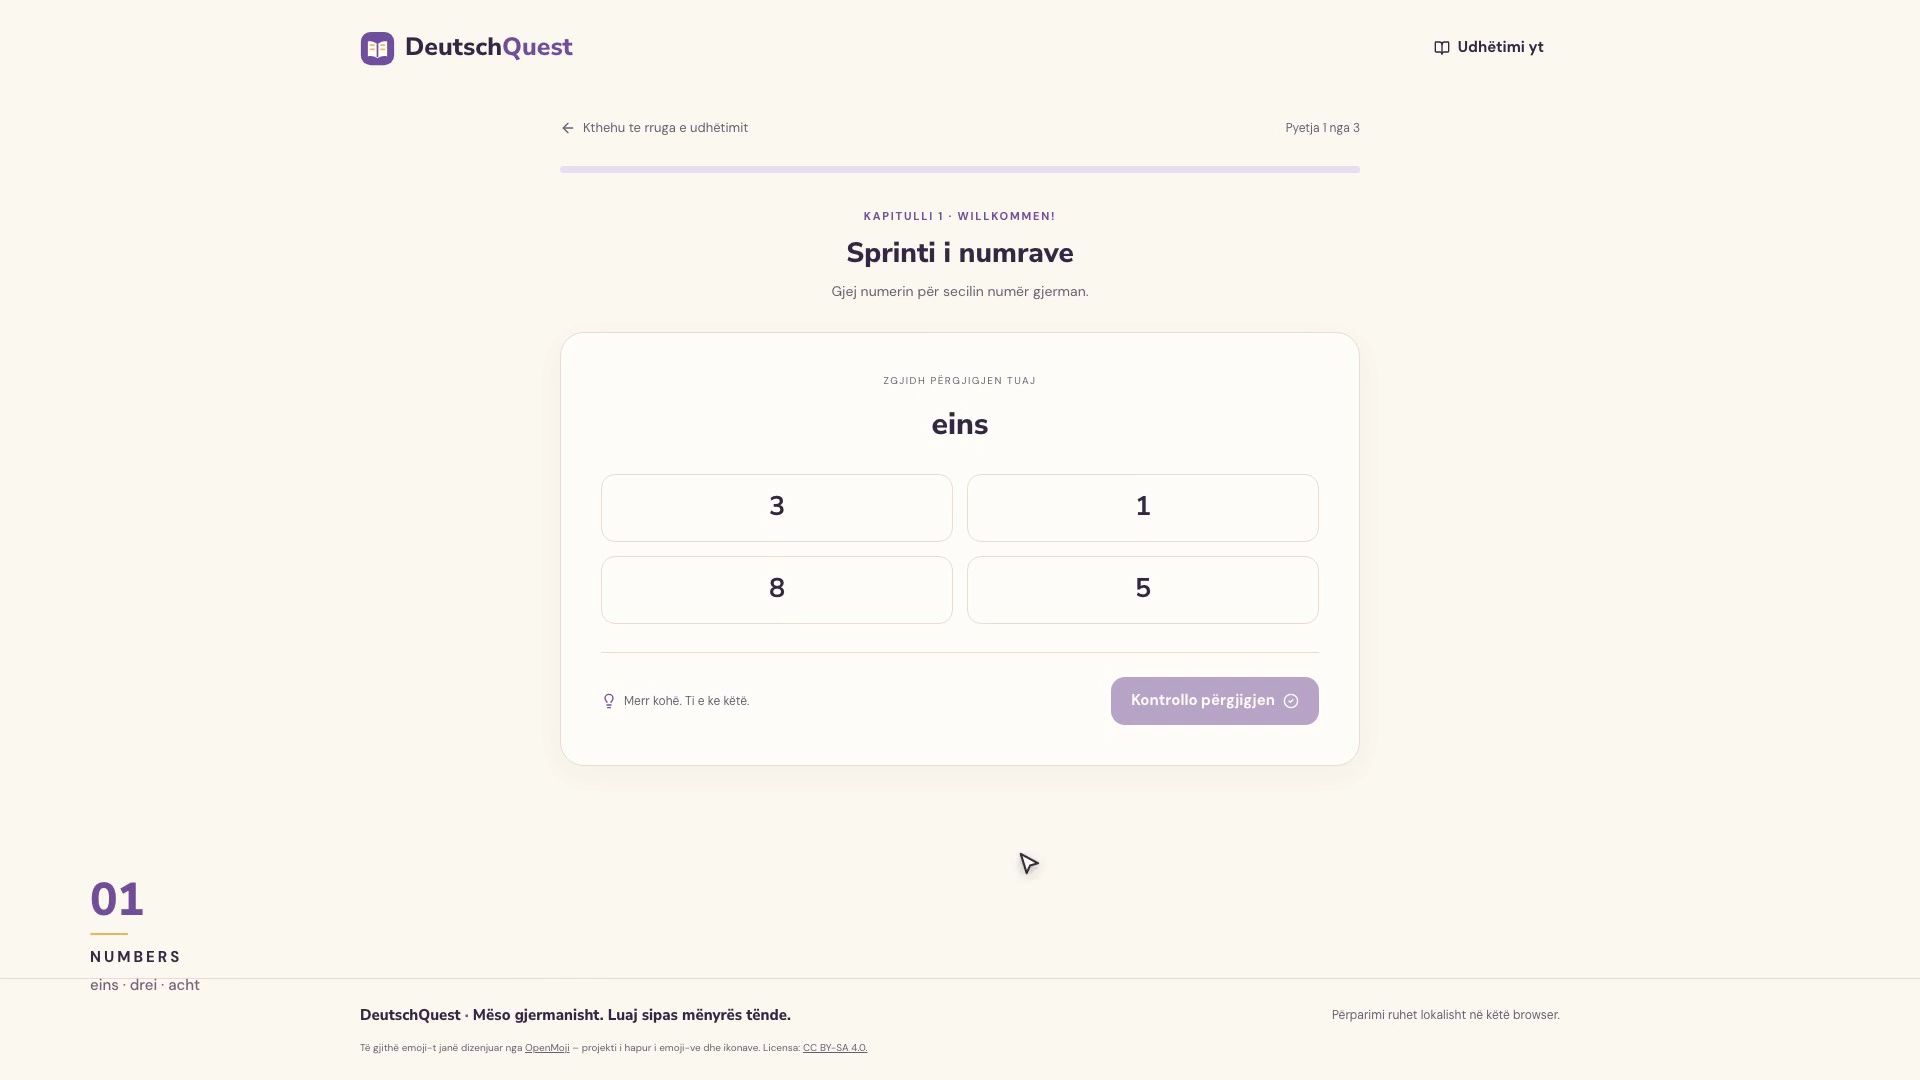 DeutschQuest
Udhëtimi yt
Kthehu te rruga e udhëtimit
Pyetja 1 nga 3
KAPITULLI 1 · WILLKOMMEN!
Sprinti i numrave
Gjej numerin për secilin numër gjerman.
ZGJIDH PËRGJIGJEN TUAJ
eins
3
1
8
5
Merr kohë. Ti e ke këtë.
Kontrollo përgjigjen
01
NUMBERS
eins · drei · acht
DeutschQuest · Mëso gjermanisht. Luaj sipas mënyrës tënde.
Përparimi ruhet lokalisht në këtë browser.
Të gjithë emoji-t janë dizenjuar nga OpenMoji – projekti i hapur i emoji-ve dhe ikonave. Licensa: CC BY-SA 4.0.